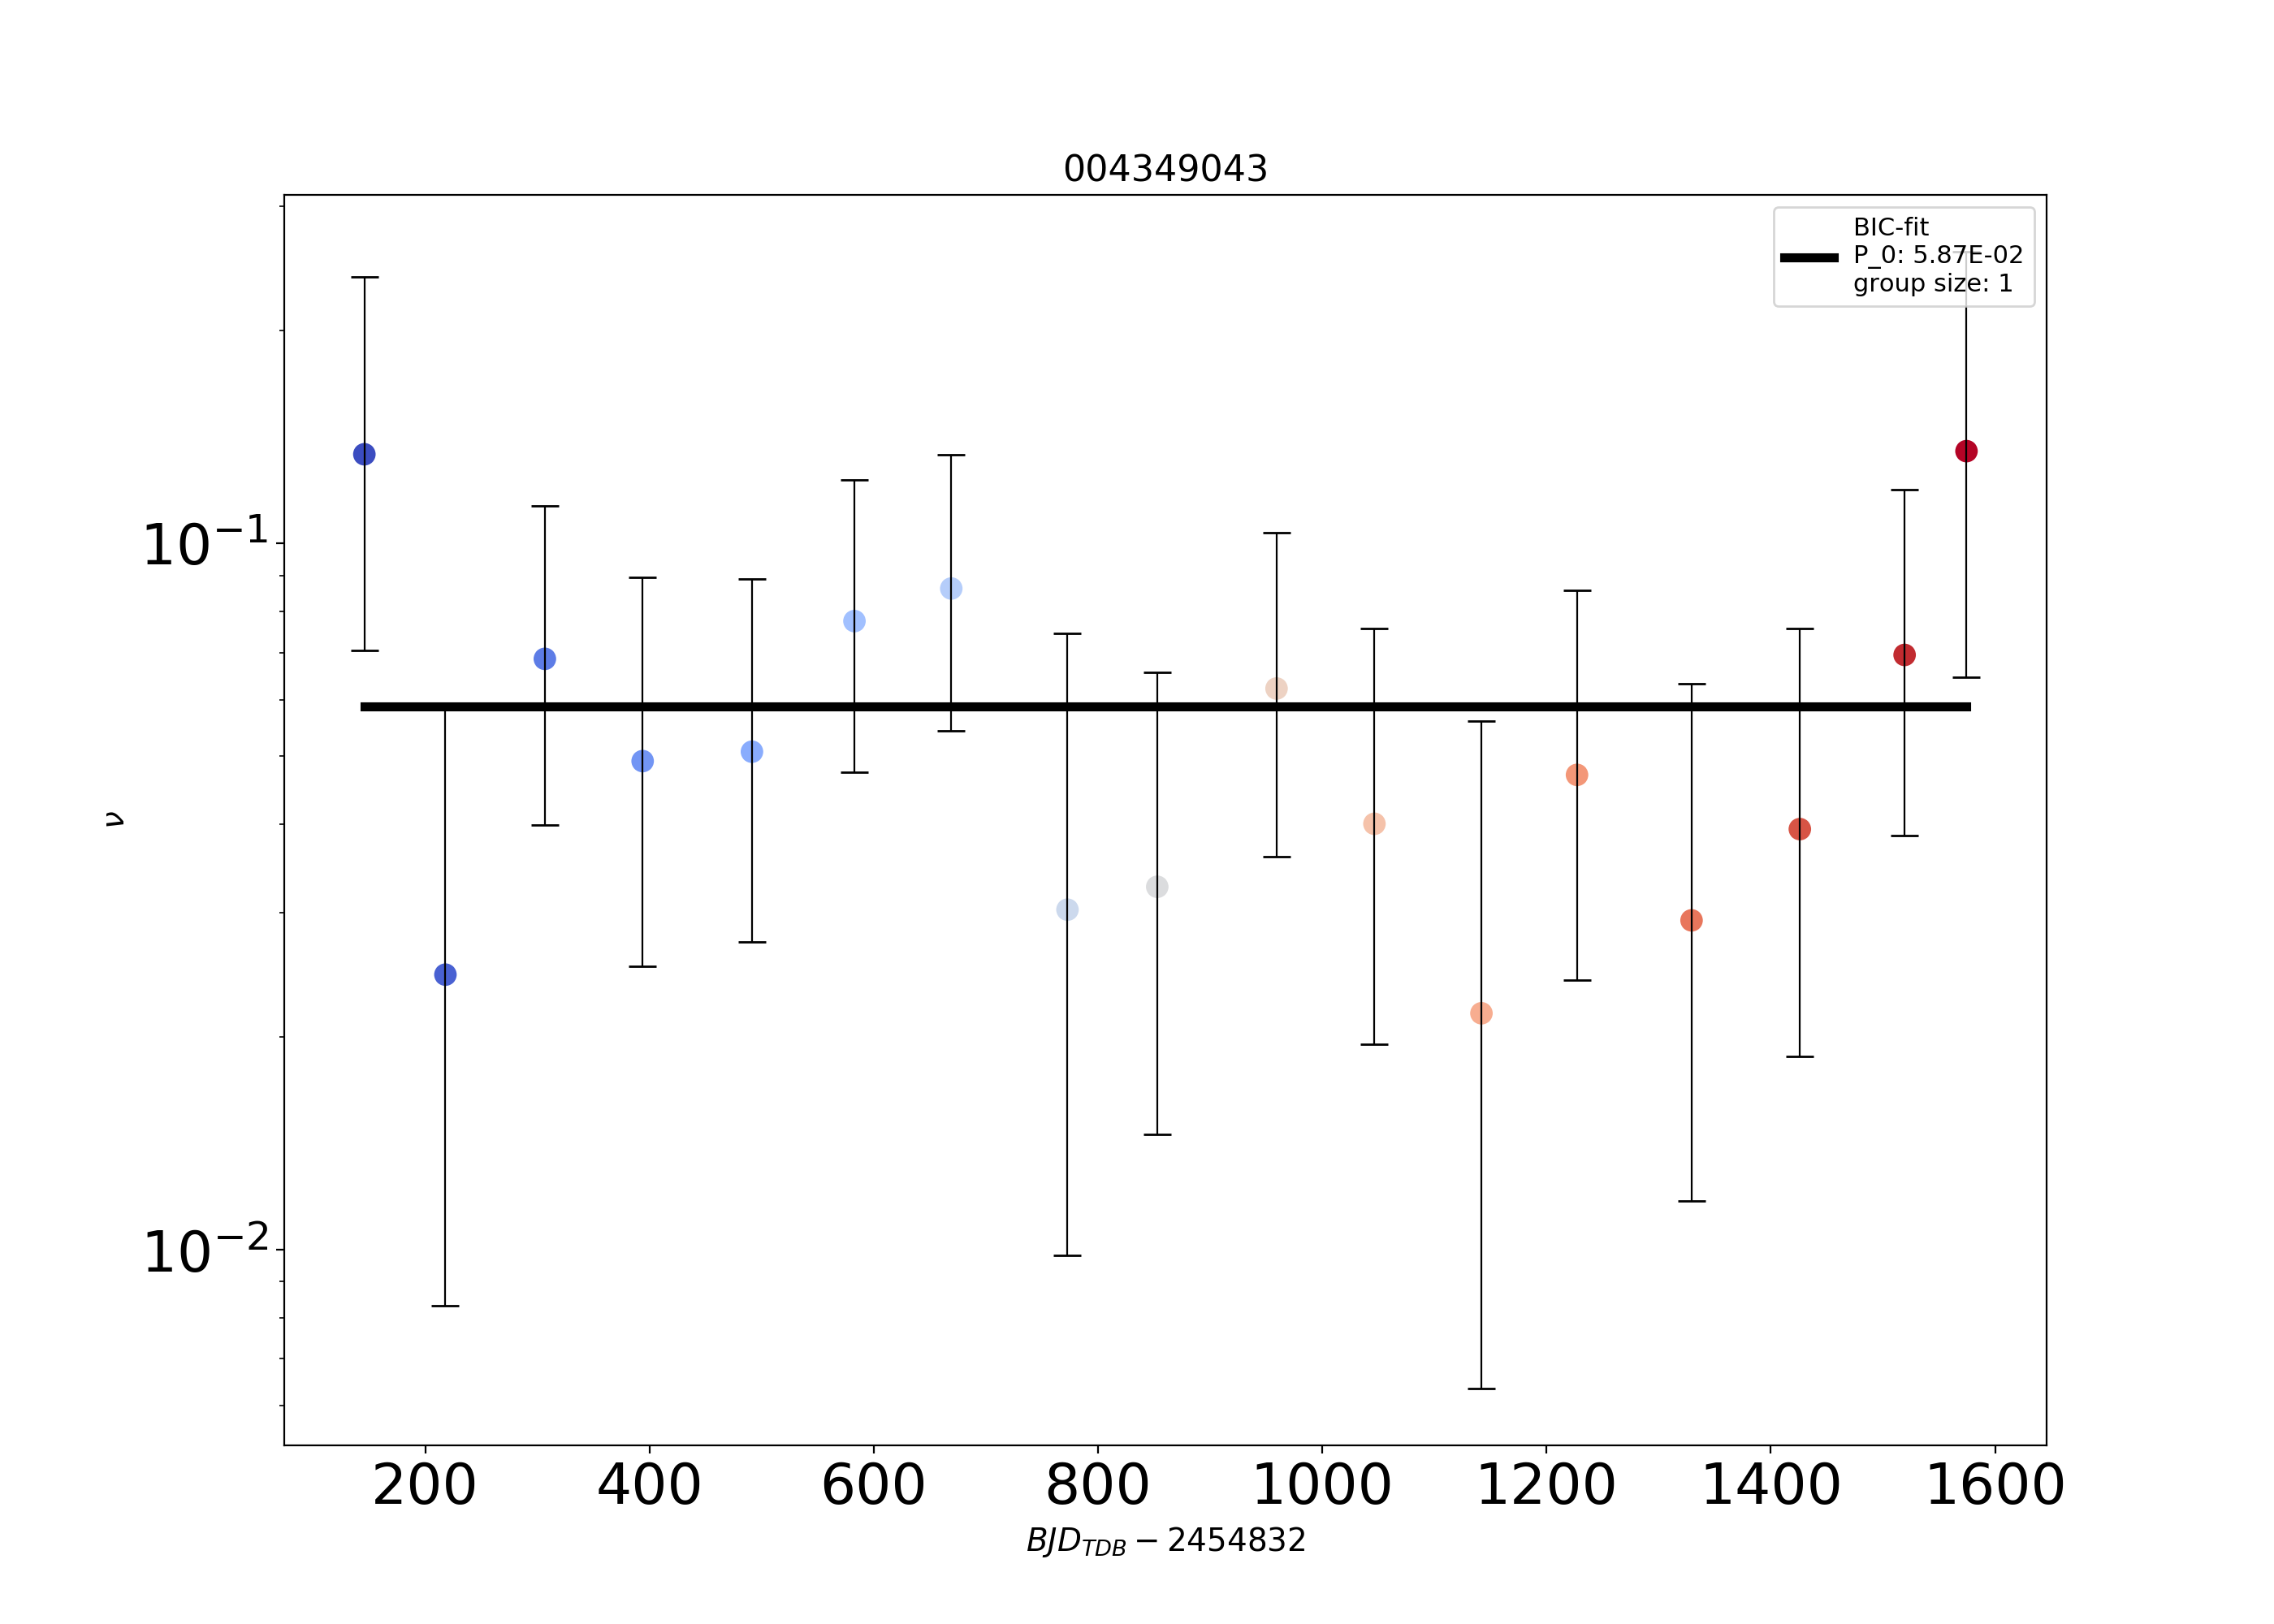 004349043
BIC-fit
P_0: 5.87E-02
group size: 1
10⁻¹
ν
10⁻²
200 400 600 800 1000 1200 1400 1600
BJD_TDB − 2454832